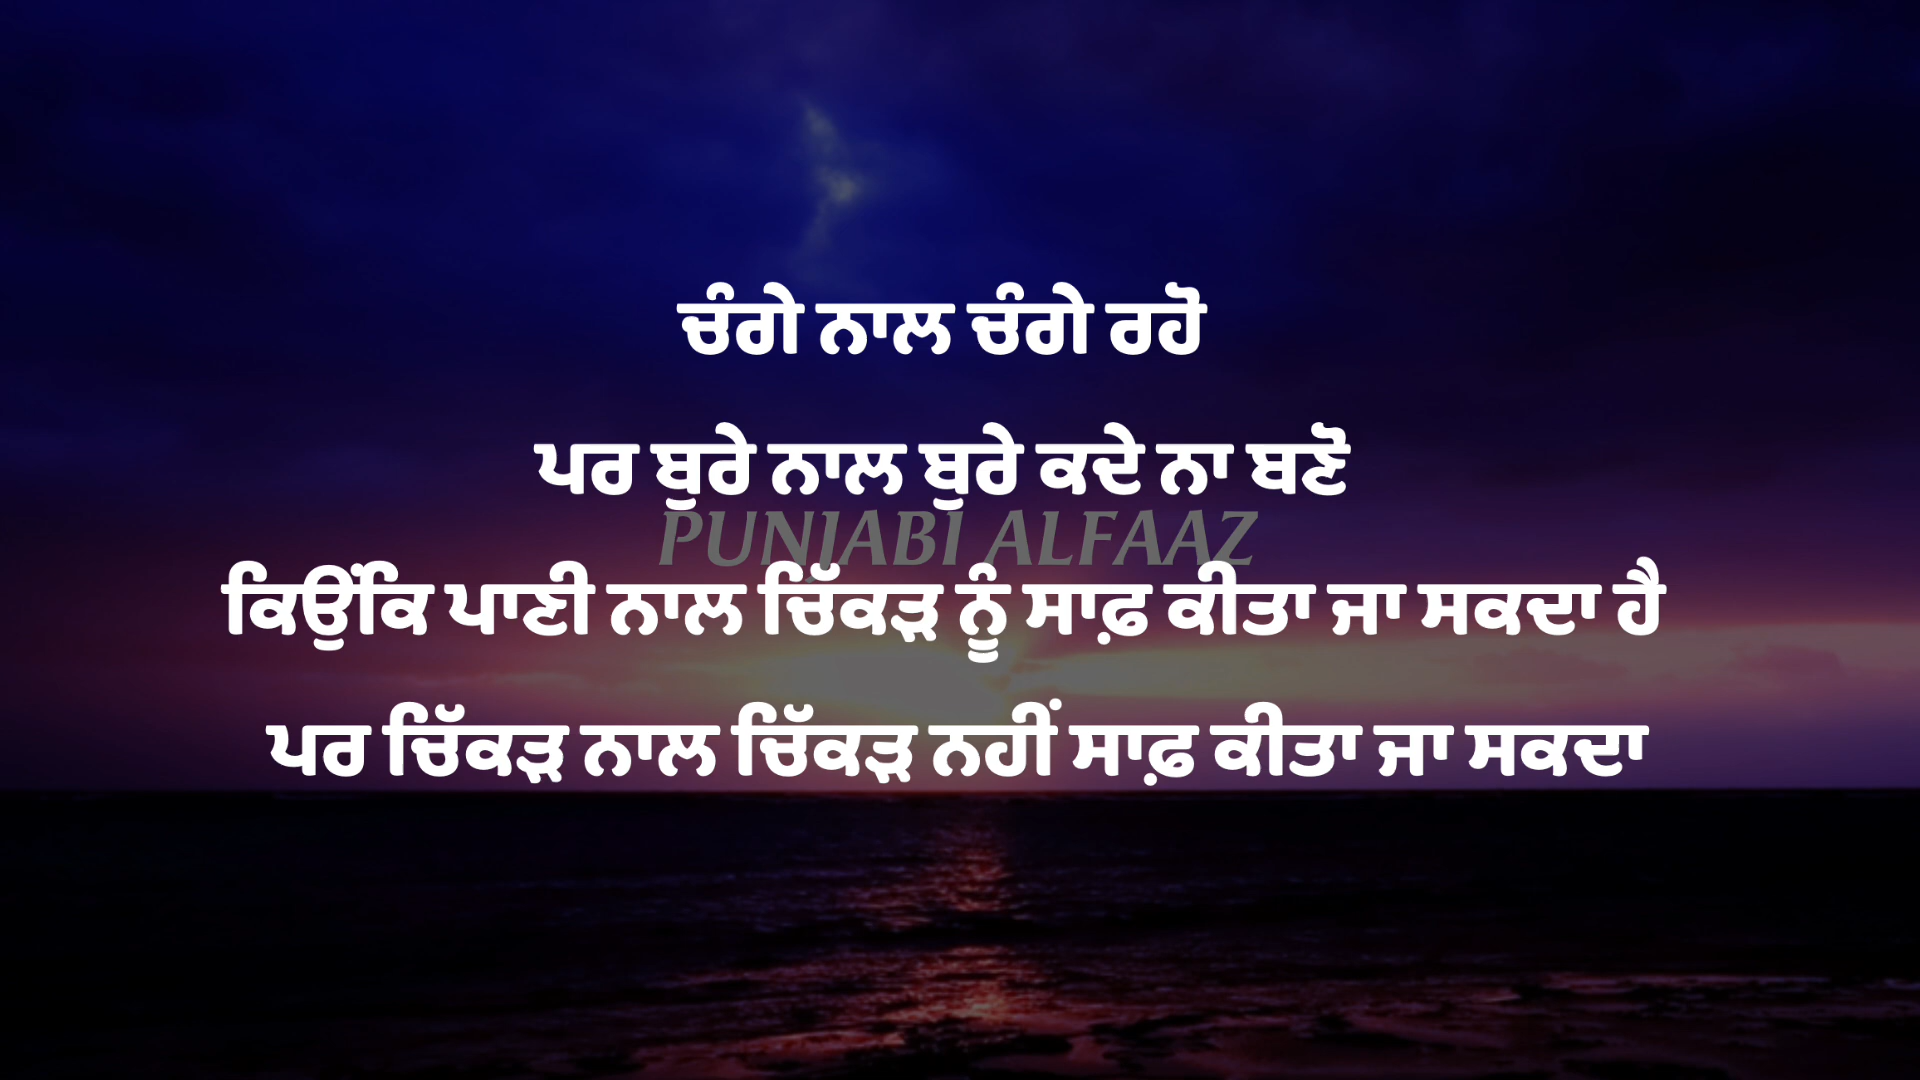 ਚੰਗੇ ਨਾਲ ਚੰਗੇ ਰਹੋ
ਪਰ ਬੁਰੇ ਨਾਲ ਬੁਰੇ ਕਦੇ ਨਾ ਬਣੋ
PUNJABI ALFAAZ
ਕਿਉਂਕਿ ਪਾਣੀ ਨਾਲ ਚਿੱਕੜ ਨੂੰ ਸਾਫ਼ ਕੀਤਾ ਜਾ ਸਕਦਾ ਹੈ
ਪਰ ਚਿੱਕੜ ਨਾਲ ਚਿੱਕੜ ਨਹੀਂ ਸਾਫ਼ ਕੀਤਾ ਜਾ ਸਕਦਾ